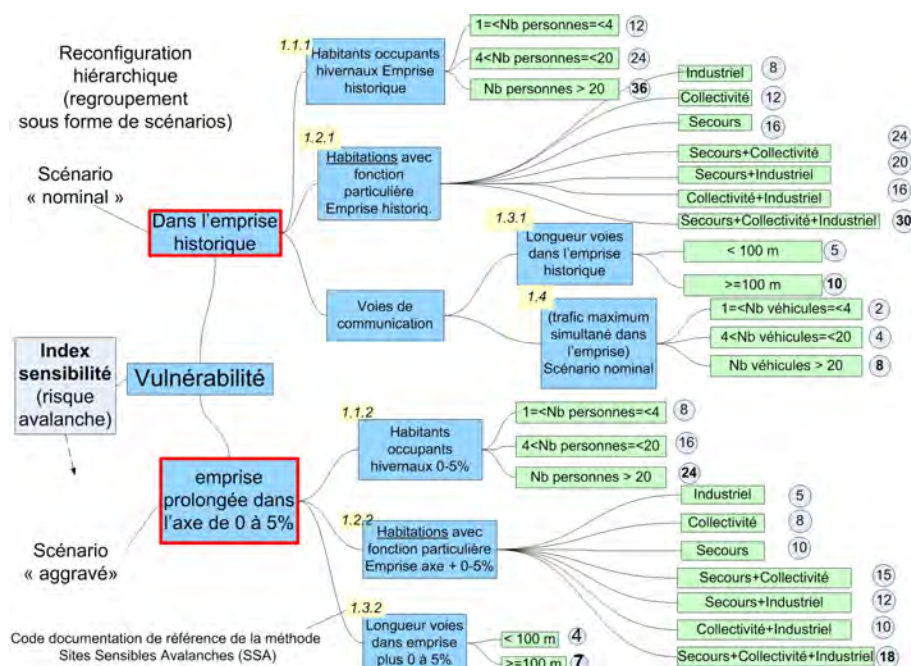 Reconfiguration
hiérarchique
(regroupement
sous forme de scénarios)
Scénario
« nominal »
Dans l'emprise
historique
Index
sensibilité
(risque
avalanche)
Vulnérabilité
emprise
prolongée dans
l'axe de 0 à 5%
Scénario
« aggravé»
Code documentation de référence de la méthode
Sites Sensibles Avalanches (SSA)
1.1.1
Habitants occupants
hivernaux Emprise
historique
1=<Nb personnes=<4 12
4<Nb personnes=<20 24
Nb personnes > 20 36
1.2.1
Habitations avec
fonction
particulière
Emprise historiq.
Industriel 8
Collectivité 12
Secours 16
Secours+Collectivité 24
Secours+Industriel 20
Collectivité+Industriel 16
Secours+Collectivité+Industriel 30
Voies de
communication
1.3.1
Longueur voies
dans l'emprise
historique
< 100 m 5
>=100 m 10
1.4
(trafic maximum
simultané dans
l'emprise)
Scénario nominal
1=<Nb véhicules=<4 2
4<Nb véhicules=<20 4
Nb véhicules > 20 8
1.1.2
Habitants
occupants
hivernaux 0-5%
1=<Nb personnes=<4 8
4<Nb personnes=<20 16
Nb personnes > 20 24
1.2.2
Habitations avec
fonction particulière
Emprise axe + 0-5%
Industriel 5
Collectivité 8
Secours 10
Secours+Collectivité 15
Secours+Industriel 12
Collectivité+Industriel 10
Secours+Collectivité+Industriel 18
1.3.2
Longueur voies
dans emprise
plus 0 à 5%
< 100 m 4
>=100 m 7